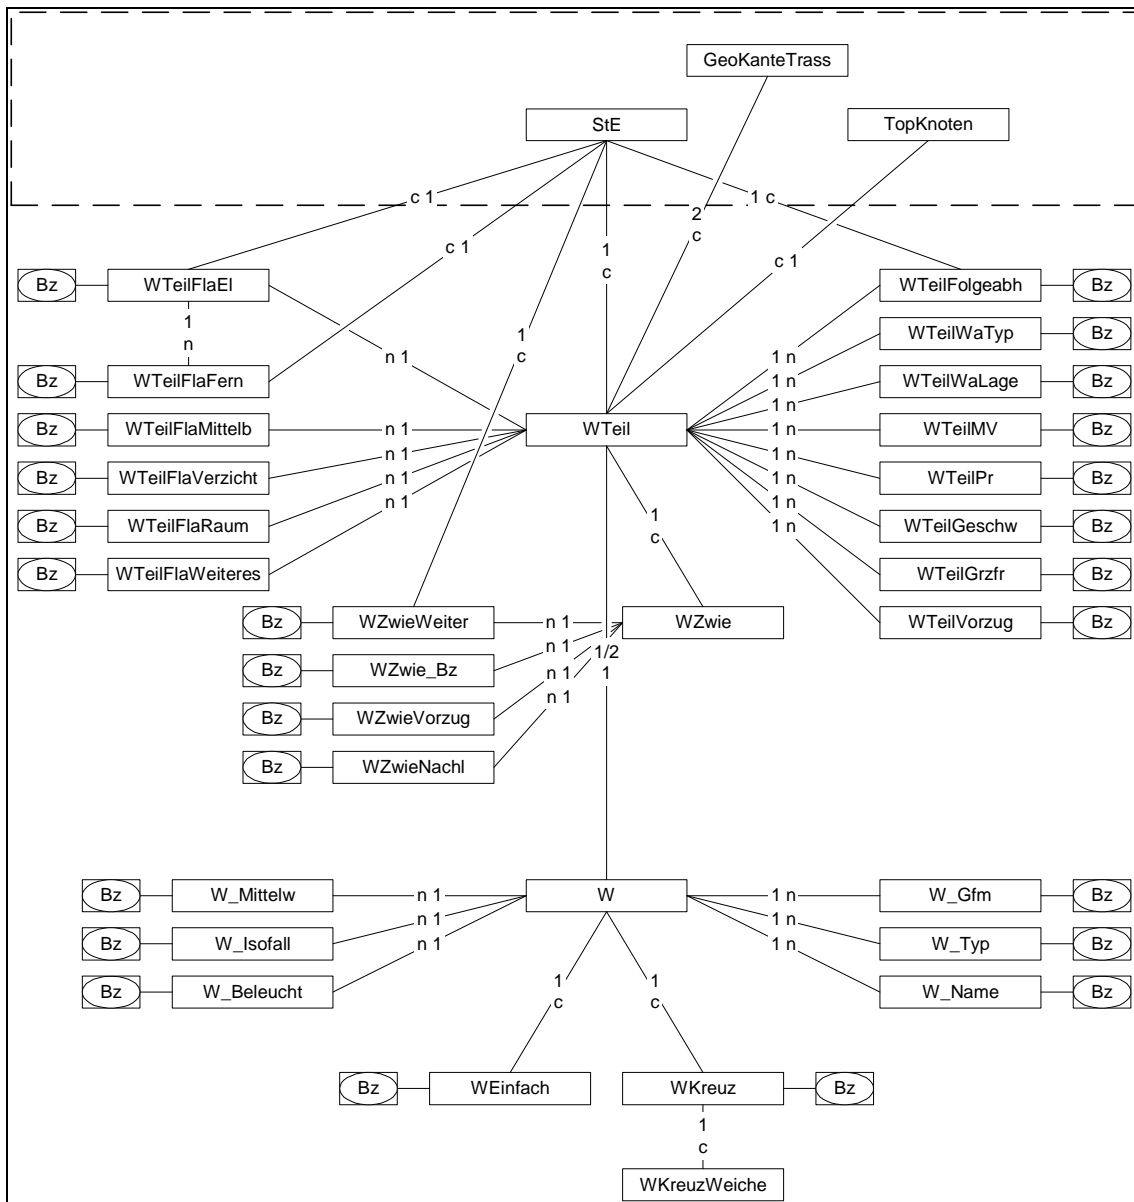 GeoKanteTrass
StE
TopKnoten
c 1
1 c
2
c
c 1
1
c
c 1
Bz
WTeilFlaEl
WTeilFolgeabh
Bz
1
n
1
c
WTeilWaTyp
Bz
n 1
1 n
Bz
WTeilFlaFern
1 n
WTeilWaLage
Bz
1 n
Bz
WTeilFlaMittelb
n 1
WTeil
1 n
WTeilMV
Bz
n 1
1 n
Bz
WTeilFlaVerzicht
n 1
1 n
WTeilPr
Bz
n 1
1 n
Bz
WTeilFlaRaum
1
c
1 n
WTeilGeschw
Bz
Bz
WTeilFlaWeiteres
WTeilGrzfr
Bz
Bz
WZwieWeiter
n 1
WZwie
WTeilVorzug
Bz
n 1
1/2
1
Bz
WZwie_Bz
n 1
n 1
Bz
WZwieVorzug
Bz
WZwieNachl
Bz
W_Mittelw
n 1
W
1 n
W_Gfm
Bz
n 1
1 n
Bz
W_Isofall
n 1
1 n
W_Typ
Bz
Bz
W_Beleucht
1
c
1
c
W_Name
Bz
Bz
WEinfach
WKreuz
Bz
1
c
WKreuzWeiche